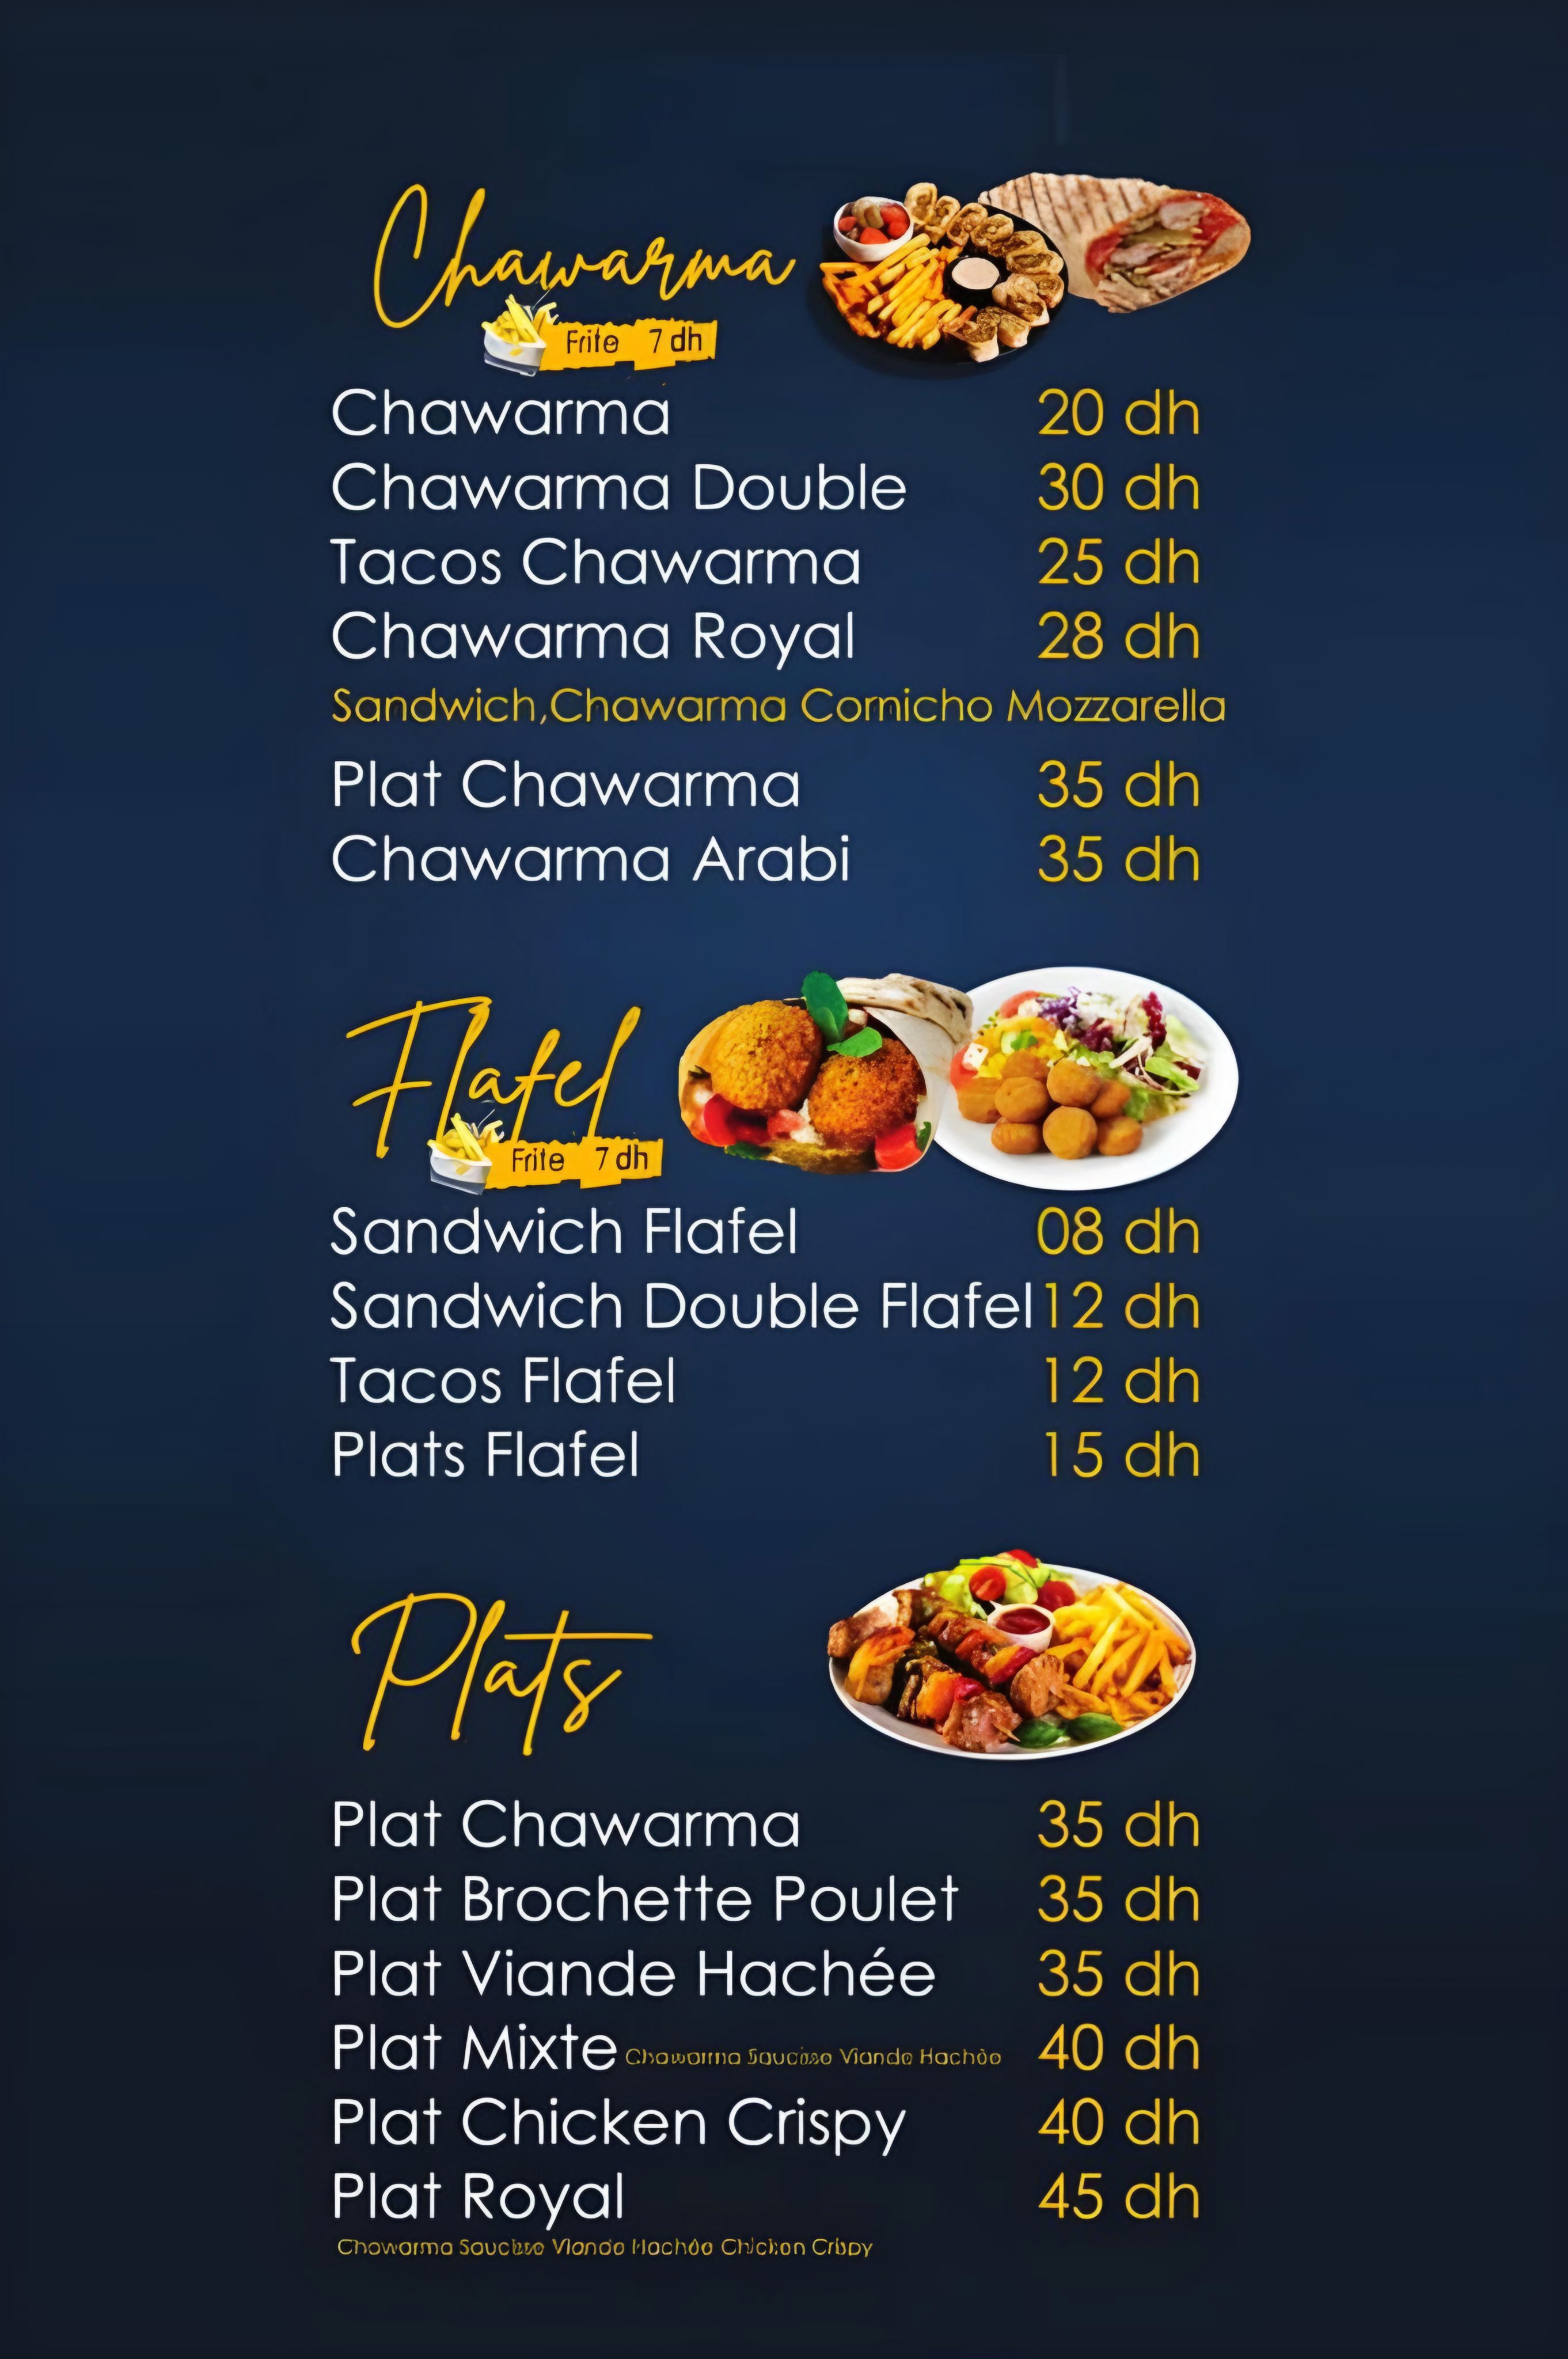 Chawarma
Frite 7 dh
Chawarma 20 dh
Chawarma Double 30 dh
Tacos Chawarma 25 dh
Chawarma Royal 28 dh
Sandwich,Chawarma Cornicho Mozzarella
Plat Chawarma 35 dh
Chawarma Arabi 35 dh
Flafel
Frite 7 dh
Sandwich Flafel 08 dh
Sandwich Double Flafel 12 dh
Tacos Flafel 12 dh
Plats Flafel 15 dh
Plats
Plat Chawarma 35 dh
Plat Brochette Poulet 35 dh
Plat Viande Hachée 35 dh
Plat Mixte Chawarma Viande Hachée 40 dh
Plat Chicken Crispy 40 dh
Plat Royal 45 dh
Chawarma Viande Hachée Chicken Crispy